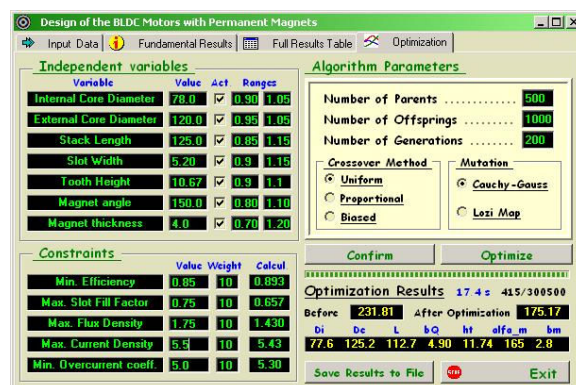 Design of the BLDC Motors with Permanent Magnets
Input Data Fundamental Results Full Results Table Optimization
Independent variables
Variable Value Act. Ranges
Internal Core Diameter 78.0 0.90 1.05
External Core Diameter 120.0 0.95 1.05
Stack Length 125.0 0.85 1.15
Slot Width 5.20 0.9 1.15
Tooth Height 10.67 0.9 1.1
Magnet angle 150.0 0.80 1.10
Magnet thickness 4.0 0.70 1.20
Constraints
Value Weight Calcul
Min. Efficiency 0.85 10 0.893
Max. Slot Fill Factor 0.75 10 0.657
Max. Flux Density 1.75 10 1.430
Max. Current Density 5.5 10 5.43
Min. Overcurrent coeff. 5.0 10 5.30
Algorithm Parameters
Number of Parents ............ 500
Number of Offsprings ........ 1000
Number of Generations ...... 200
Crossover Method
Uniform
Proportional
Biased
Mutation
Cauchy-Gauss
Lozi Map
Confirm Optimize
Optimization Results 17.4 s 415/300500
Before 231.81 After Optimization 175.17
Di De L bQ ht alfa_m bm
77.6 125.2 112.7 4.90 11.74 165 2.8
Save Results to File Exit